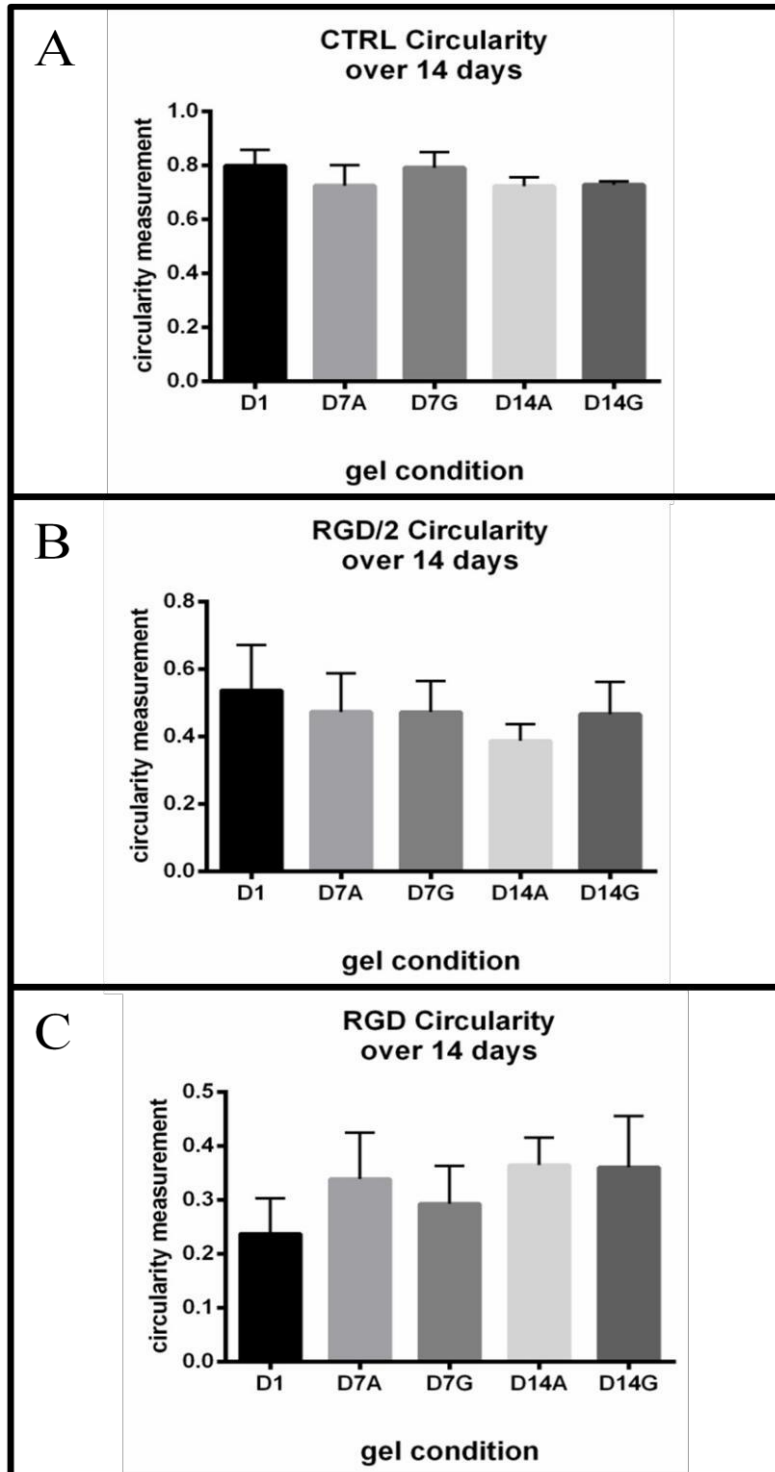 A
CTRL Circularity
over 14 days
circularity measurement
1.0
0.8
0.6
0.4
0.2
0.0
D1 D7A D7G D14A D14G
gel condition
B
RGD/2 Circularity
over 14 days
circularity measurement
0.8
0.6
0.4
0.2
0.0
D1 D7A D7G D14A D14G
gel condition
C
RGD Circularity
over 14 days
circularity measurement
0.5
0.4
0.3
0.2
0.1
0.0
D1 D7A D7G D14A D14G
gel condition